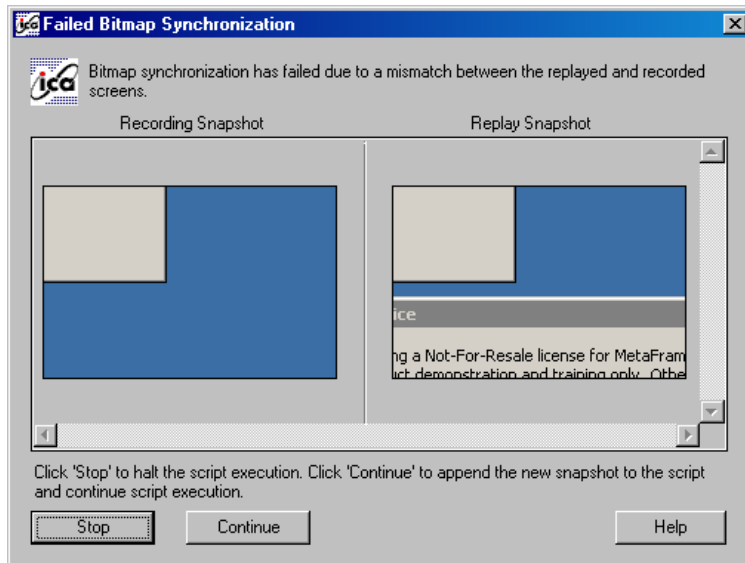 ica Failed Bitmap Synchronization
ica Bitmap synchronization has failed due to a mismatch between the replayed and recorded
screens.
Recording Snapshot Replay Snapshot
ice
ng a Not-For-Resale license for MetaFram
uct demonstration and training only. Othe
Click 'Stop' to halt the script execution. Click 'Continue' to append the new snapshot to the script
and continue script execution.
Stop Continue Help